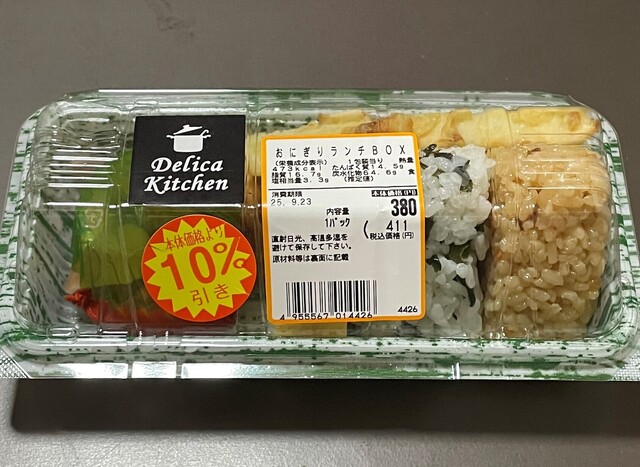 Delica
Kitchen
本体価格より
10%
引き
おにぎりランチBOX
(栄養成分表示) 1包装当り 熱量
473kcal たんぱく質14.5g
脂質16.7g 炭水化物64.6g 食
塩相当量3.3g (推定値)
消費期限
25.9.23
本体価格(円)
380
内容量
1パック
( 411
税込価格(円)
直射日光、高温多湿を
避けて保存して下さい。
原材料等は裏面に記載
4 955567 014426
4426